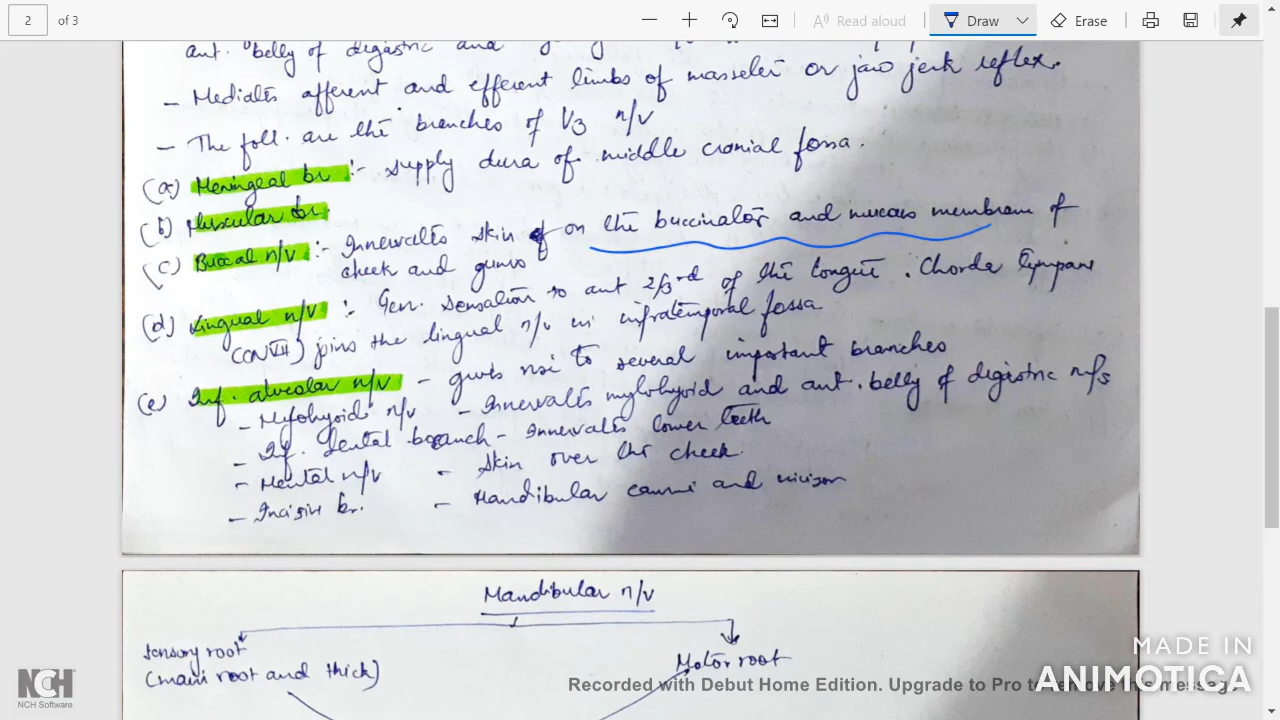 2 of 3
Read aloud
Draw
Erase
ant. belly of digastric and
- Mediates afferent and efferent limbs of masseter or jaw jerk reflex.
- The foll. are the branches of V3 n/v
(a) Meningeal br :- supply dura of middle cranial fossa.
(b) Muscular br.
(c) Buccal n/v :- Innervates skin on the buccinator and mucous membrane of
cheek and gums
(d) Lingual n/v :- Gen. sensation to ant 2/3rd of the tongue. Chorda tympani
(CN VII) joins the lingual n/v in infratemporal fossa
(e) Inf. alveolar n/v - gives rise to several important branches
- Mylohyoid n/v - Innervates mylohyoid and ant. belly of digastric m/s
- Inf. dental branch - Innervates lower teeth
- Mental n/v - Skin over the cheek.
- Incisive br. - Mandibular canine and incisor
Mandibular n/v
Sensory root
(main root and thick)
Motor root
MADE IN
ANIMOTICA
Recorded with Debut Home Edition. Upgrade to Pro to remove this message.
NCH
NCH Software